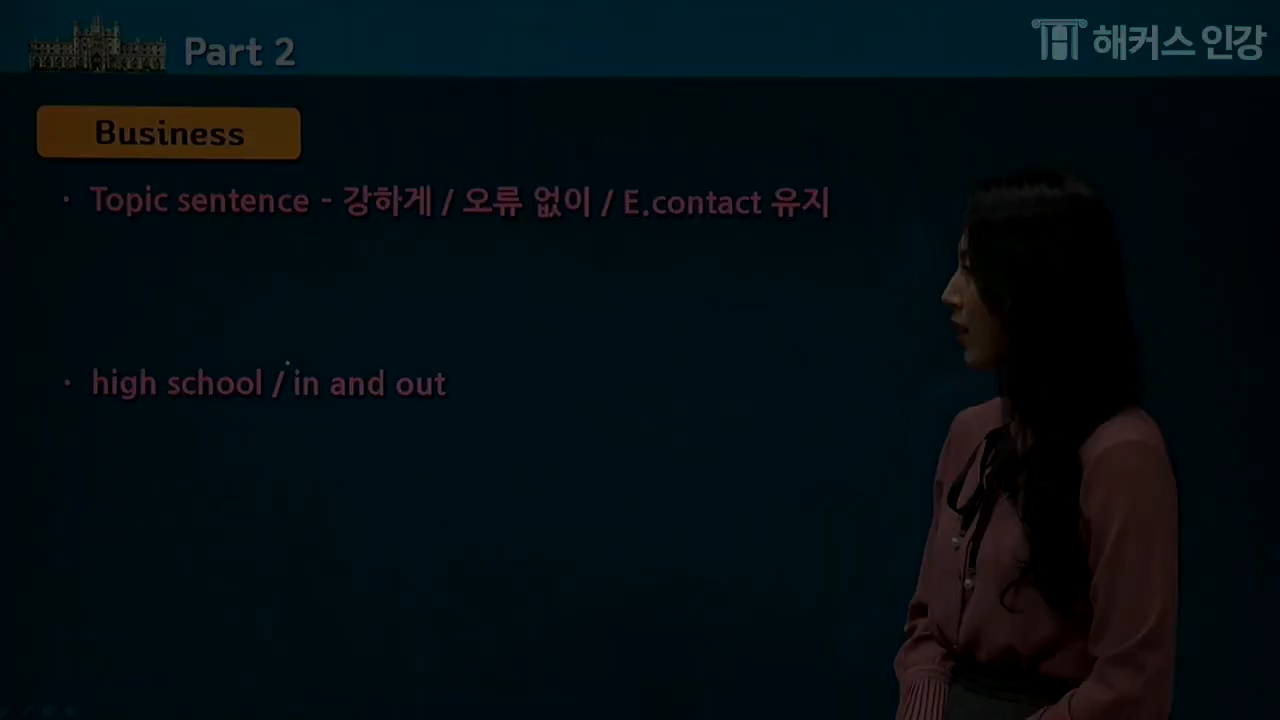 Part 2
해커스 인강
Business
· Topic sentence - 강하게 / 오류 없이 / E.contact 유지
· high school / in and out